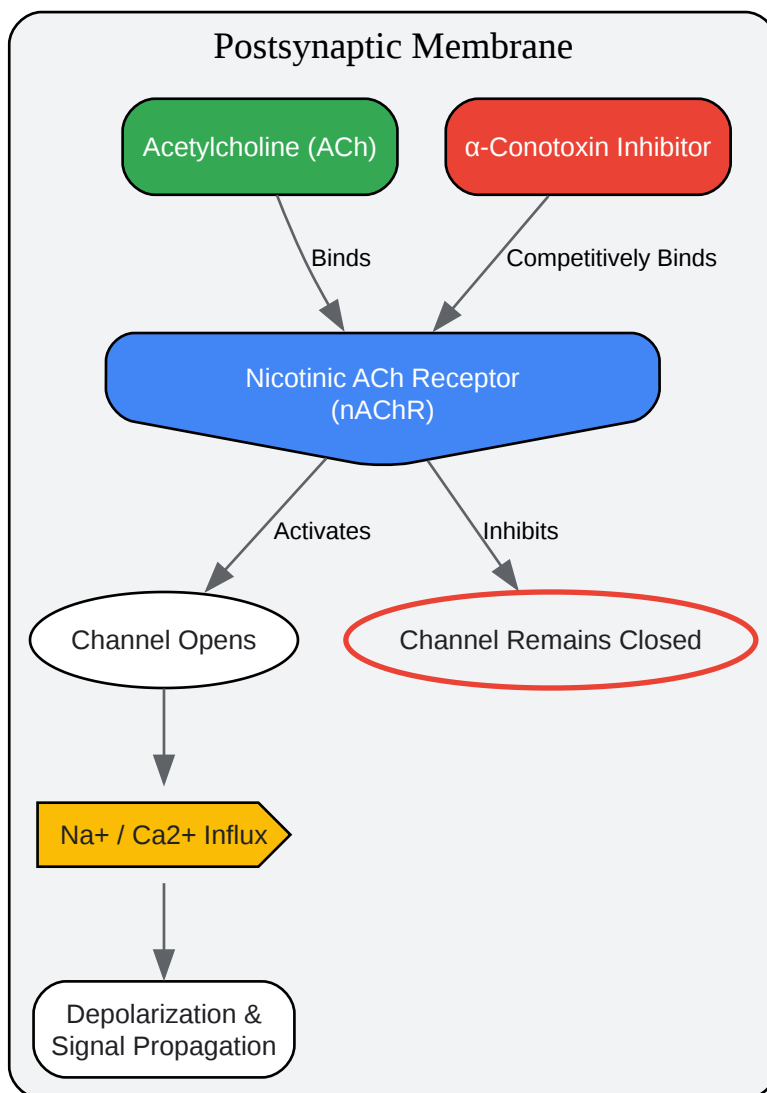 Postsynaptic Membrane
Acetylcholine (ACh)
α-Conotoxin Inhibitor
Binds
Competitively Binds
Nicotinic ACh Receptor
(nAChR)
Activates
Inhibits
Channel Opens
Channel Remains Closed
Na+ / Ca2+ Influx
Depolarization &
Signal Propagation